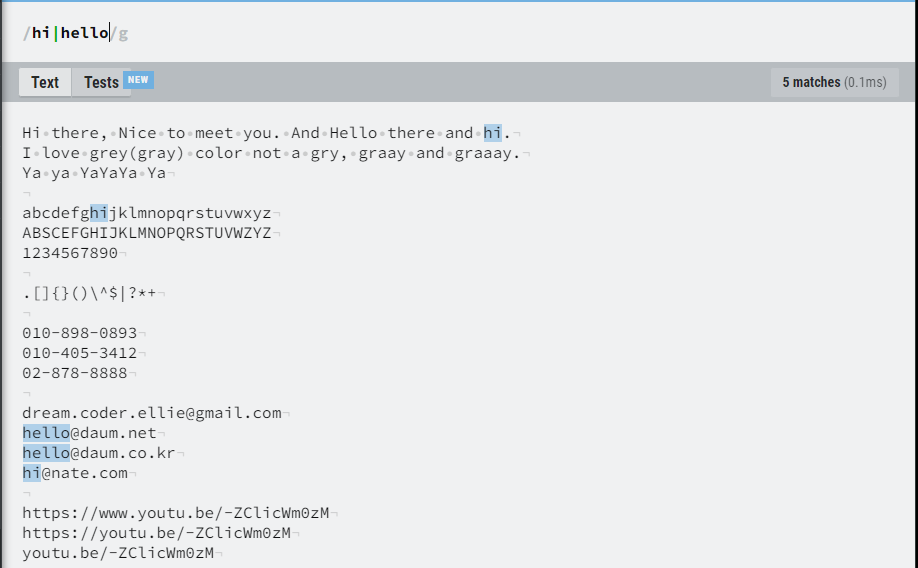 /hi|hello/g
Text Tests NEW 5 matches (0.1ms)
Hi there, Nice to meet you. And Hello there and hi.
I love grey(gray) color not a gry, graay and graaay.
Ya ya YaYaYa Ya
abcdefghijklmnopqrstuvwxyz
ABSCEFGHIJKLMNOPQRSTUVWZYZ
1234567890
.[]{}()\^$|?*+
010-898-0893
010-405-3412
02-878-8888
dream.coder.ellie@gmail.com
hello@daum.net
hello@daum.co.kr
hi@nate.com
https://www.youtu.be/-ZClicWm0zM
https://youtu.be/-ZClicWm0zM
youtu.be/-ZClicWm0zM